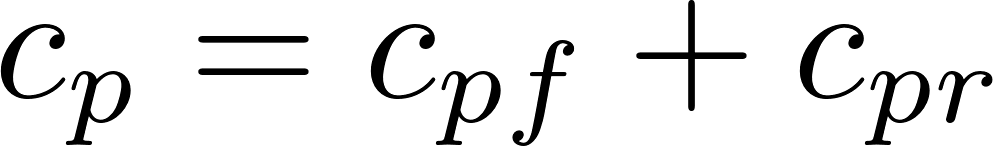 c_p = c_{pf} + c_{pr}